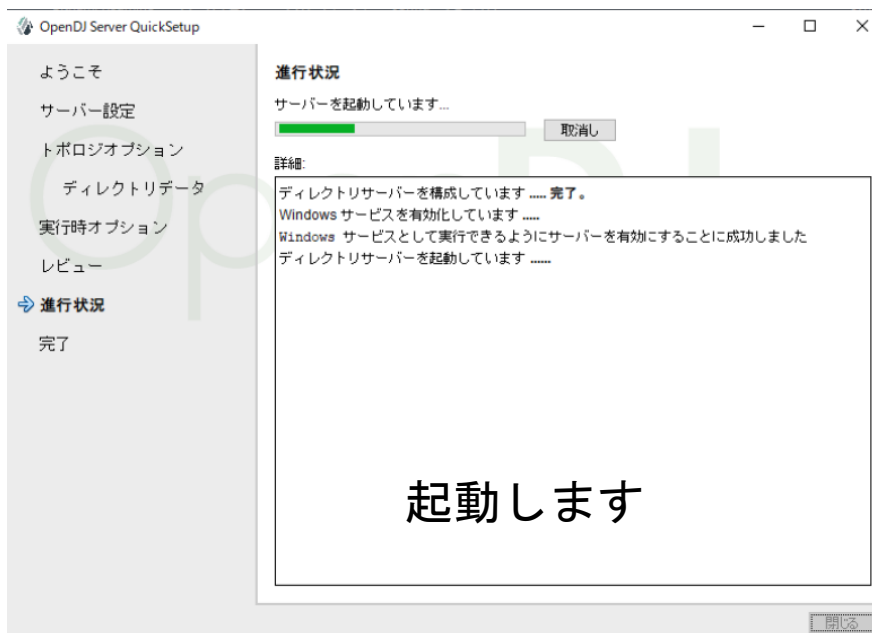 OpenDJ Server QuickSetup
ようこそ
サーバー設定
トポロジオプション
ディレクトリデータ
実行時オプション
レビュー
進行状況
完了
進行状況
サーバーを起動しています...
取消し
詳細:
ディレクトリサーバーを構成しています ..... 完了。
Windows サービスを有効化しています .....
Windows サービスとして実行できるようにサーバーを有効にすることに成功しました
ディレクトリサーバーを起動しています ......
起動します
閉じる
OpenDJ